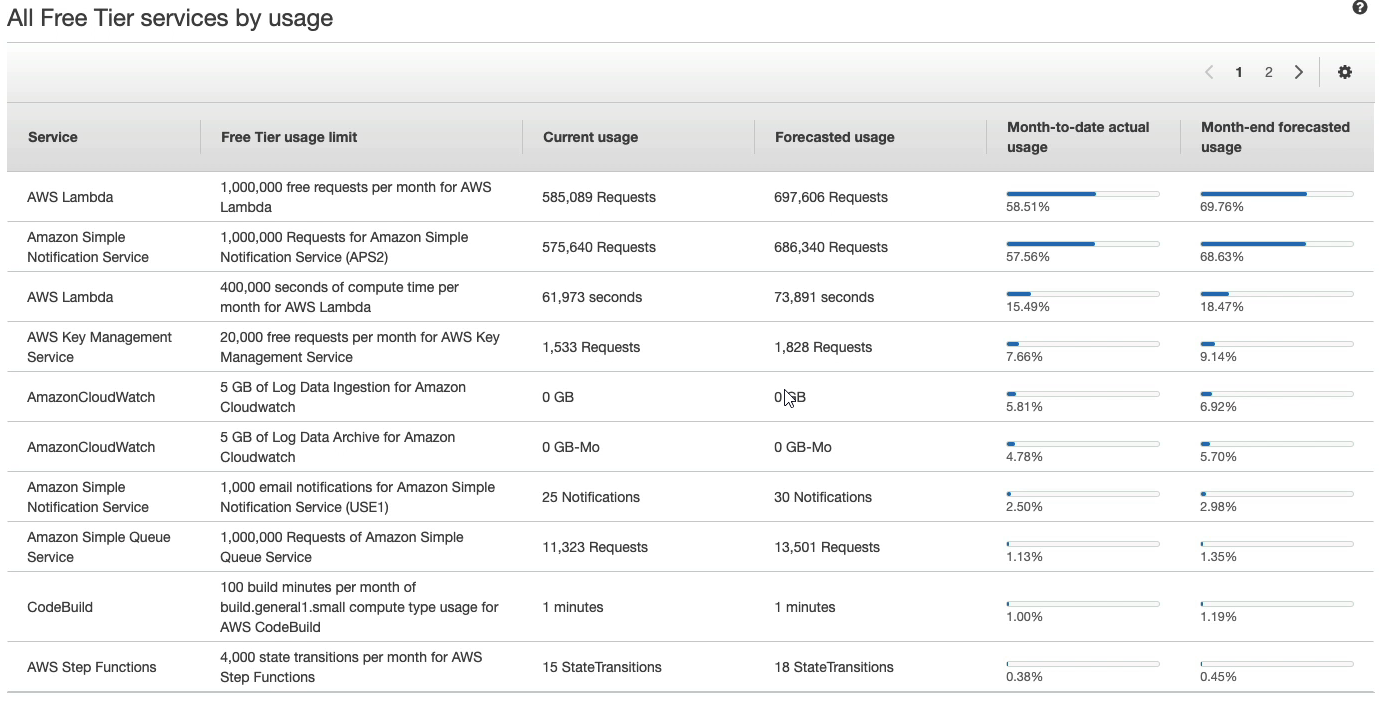 All Free Tier services by usage
1 2
Service Free Tier usage limit Current usage Forecasted usage Month-to-date actual usage Month-end forecasted usage
AWS Lambda
1,000,000 free requests per month for AWS
Lambda
585,089 Requests
697,606 Requests
58.51%
69.76%
Amazon Simple
Notification Service
1,000,000 Requests for Amazon Simple
Notification Service (APS2)
575,640 Requests
686,340 Requests
57.56%
68.63%
AWS Lambda
400,000 seconds of compute time per
month for AWS Lambda
61,973 seconds
73,891 seconds
15.49%
18.47%
AWS Key Management
Service
20,000 free requests per month for AWS Key
Management Service
1,533 Requests
1,828 Requests
7.66%
9.14%
AmazonCloudWatch
5 GB of Log Data Ingestion for Amazon
Cloudwatch
0 GB
0 GB
5.81%
6.92%
AmazonCloudWatch
5 GB of Log Data Archive for Amazon
Cloudwatch
0 GB-Mo
0 GB-Mo
4.78%
5.70%
Amazon Simple
Notification Service
1,000 email notifications for Amazon Simple
Notification Service (USE1)
25 Notifications
30 Notifications
2.50%
2.98%
Amazon Simple Queue
Service
1,000,000 Requests of Amazon Simple
Queue Service
11,323 Requests
13,501 Requests
1.13%
1.35%
CodeBuild
100 build minutes per month of
build.general1.small compute type usage for
AWS CodeBuild
1 minutes
1 minutes
1.00%
1.19%
AWS Step Functions
4,000 state transitions per month for AWS
Step Functions
15 StateTransitions
18 StateTransitions
0.38%
0.45%